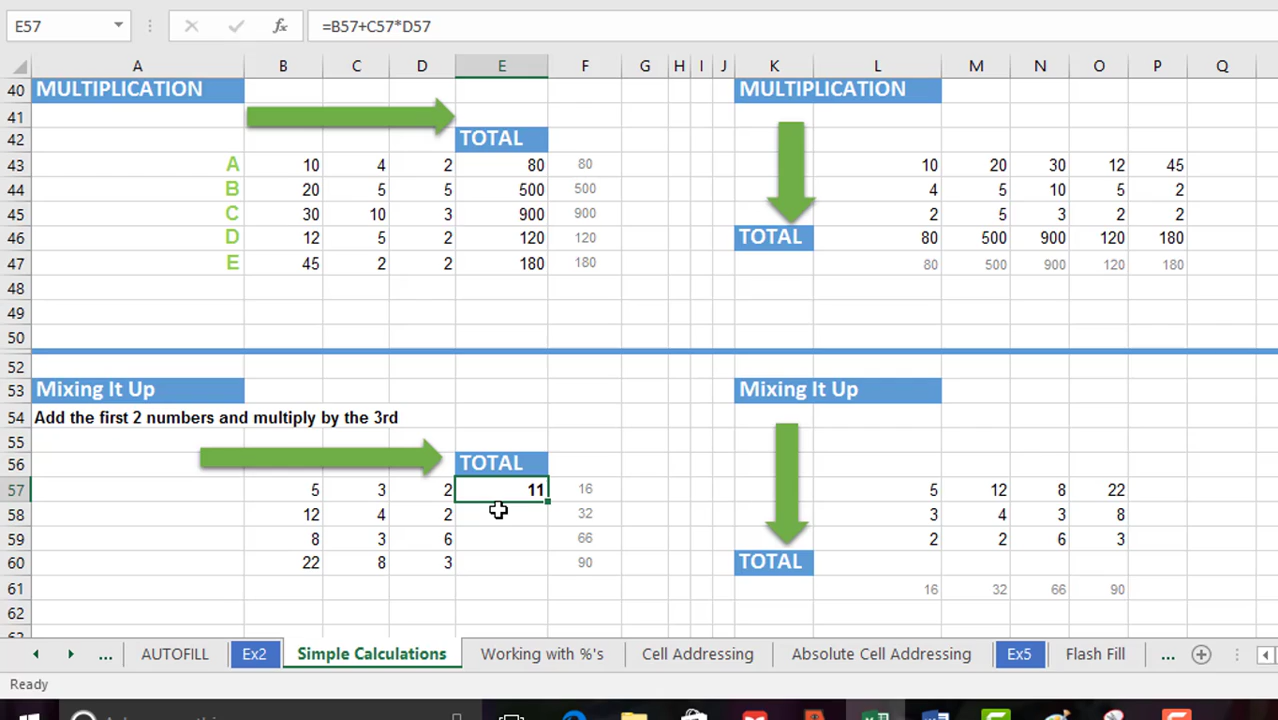 E57 fx =B57+C57*D57
A B C D E F G H I J K L M N O P Q
40 MULTIPLICATION MULTIPLICATION
41
42 TOTAL
43 A 10 4 2 80 80 10 20 30 12 45
44 B 20 5 5 500 500 4 5 10 5 2
45 C 30 10 3 900 900 2 5 3 2 2
46 D 12 5 2 120 120 TOTAL 80 500 900 120 180
47 E 45 2 2 180 180 80 500 900 120 180
48
49
50
52
53 Mixing It Up Mixing It Up
54 Add the first 2 numbers and multiply by the 3rd
55
56 TOTAL
57 5 3 2 11 16 5 12 8 22
58 12 4 2 32 3 4 3 8
59 8 3 6 66 2 2 6 3
60 22 8 3 90 TOTAL
61 16 32 66 90
62
... AUTOFILL Ex2 Simple Calculations Working with %'s Cell Addressing Absolute Cell Addressing Ex5 Flash Fill ...
Ready